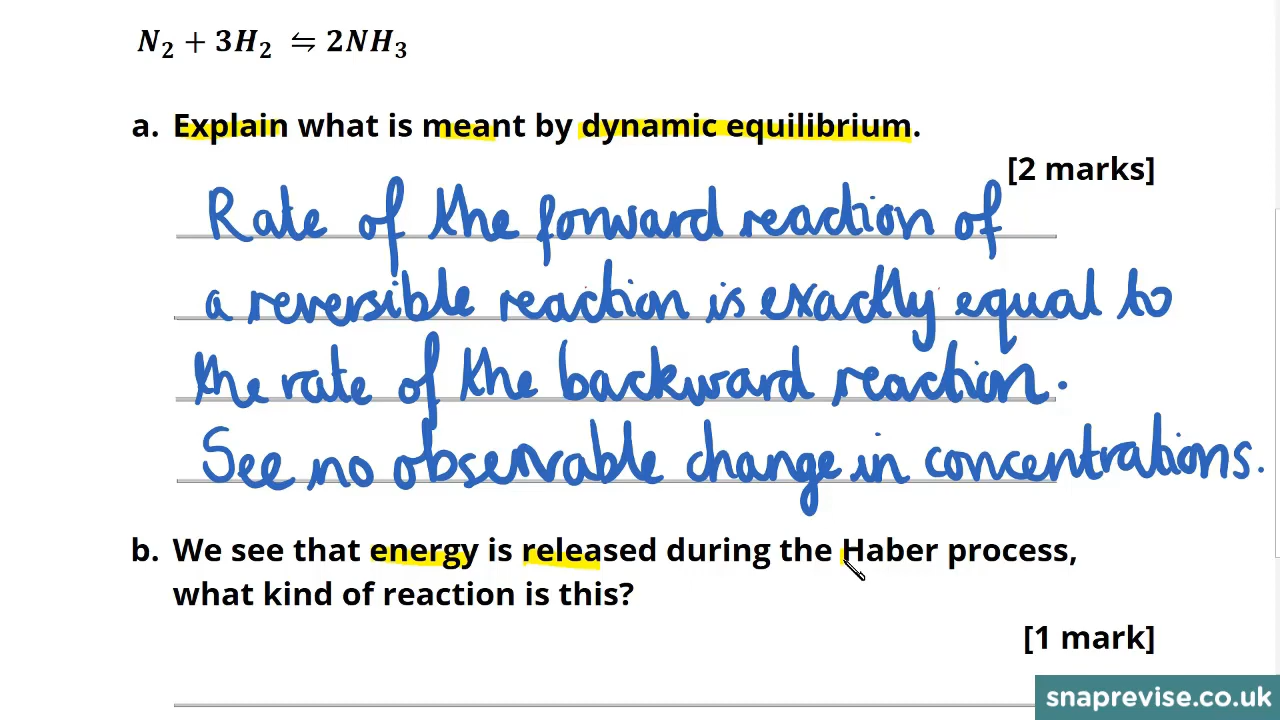 N₂ + 3H₂ ⇋ 2NH₃
a. Explain what is meant by dynamic equilibrium.
[2 marks]
Rate of the forward reaction of
a reversible reaction is exactly equal to
the rate of the backward reaction.
See no observable change in concentrations.
b. We see that energy is released during the Haber process,
what kind of reaction is this?
[1 mark]
snaprevise.co.uk